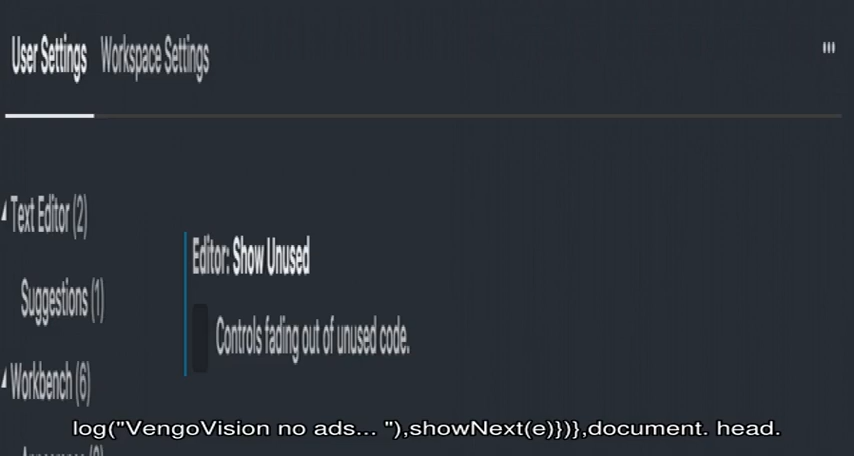 User Settings Workspace Settings
Text Editor (2)
Editor: Show Unused
Suggestions (1)
Controls fading out of unused code.
Workbench (6)
log("VengoVision no ads... "),showNext(e)})},document. head.